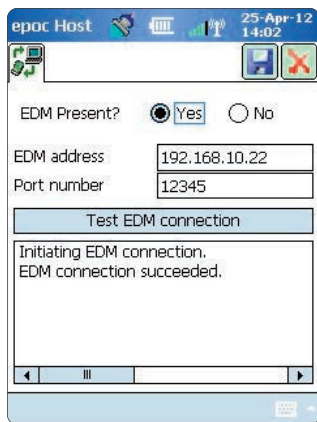 epoc Host 25-Apr-12
14:02
EDM Present? Yes No
EDM address 192.168.10.22
Port number 12345
Test EDM connection
Initiating EDM connection.
EDM connection succeeded.